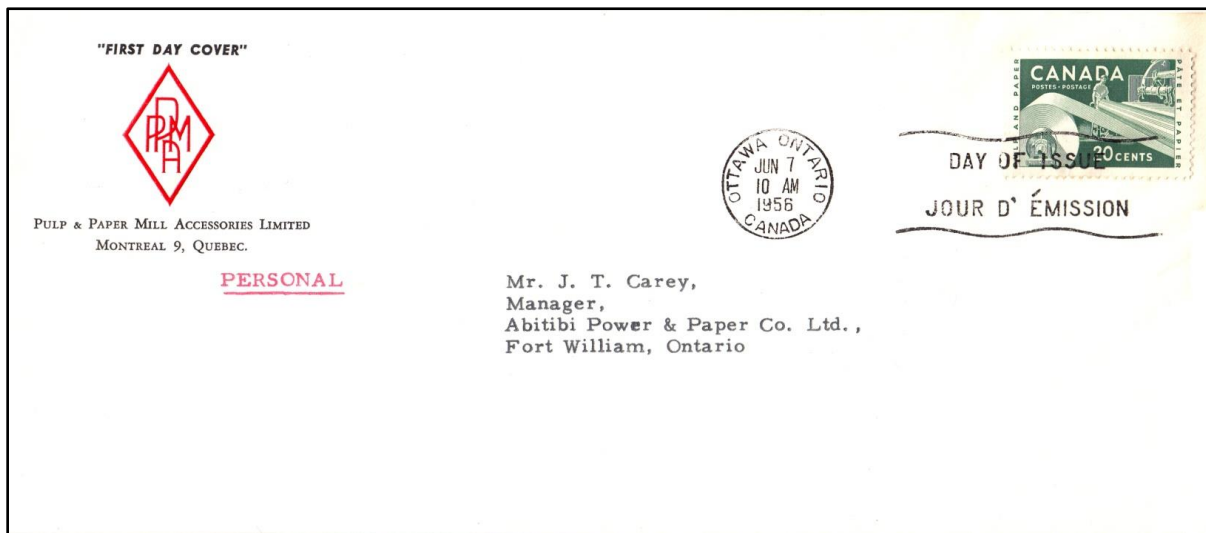 "FIRST DAY COVER"
PPMA
PULP & PAPER MILL ACCESSORIES LIMITED
MONTREAL 9, QUEBEC.
PERSONAL
OTTAWA ONTARIO
JUN 7
10 AM
1956
CANADA
CANADA
POSTES - POSTAGE
AND PAPER
PÂTE ET PAPIER
20 CENTS
DAY OF ISSUE
JOUR D' ÉMISSION
Mr. J. T. Carey,
Manager,
Abitibi Power & Paper Co. Ltd.,
Fort William, Ontario